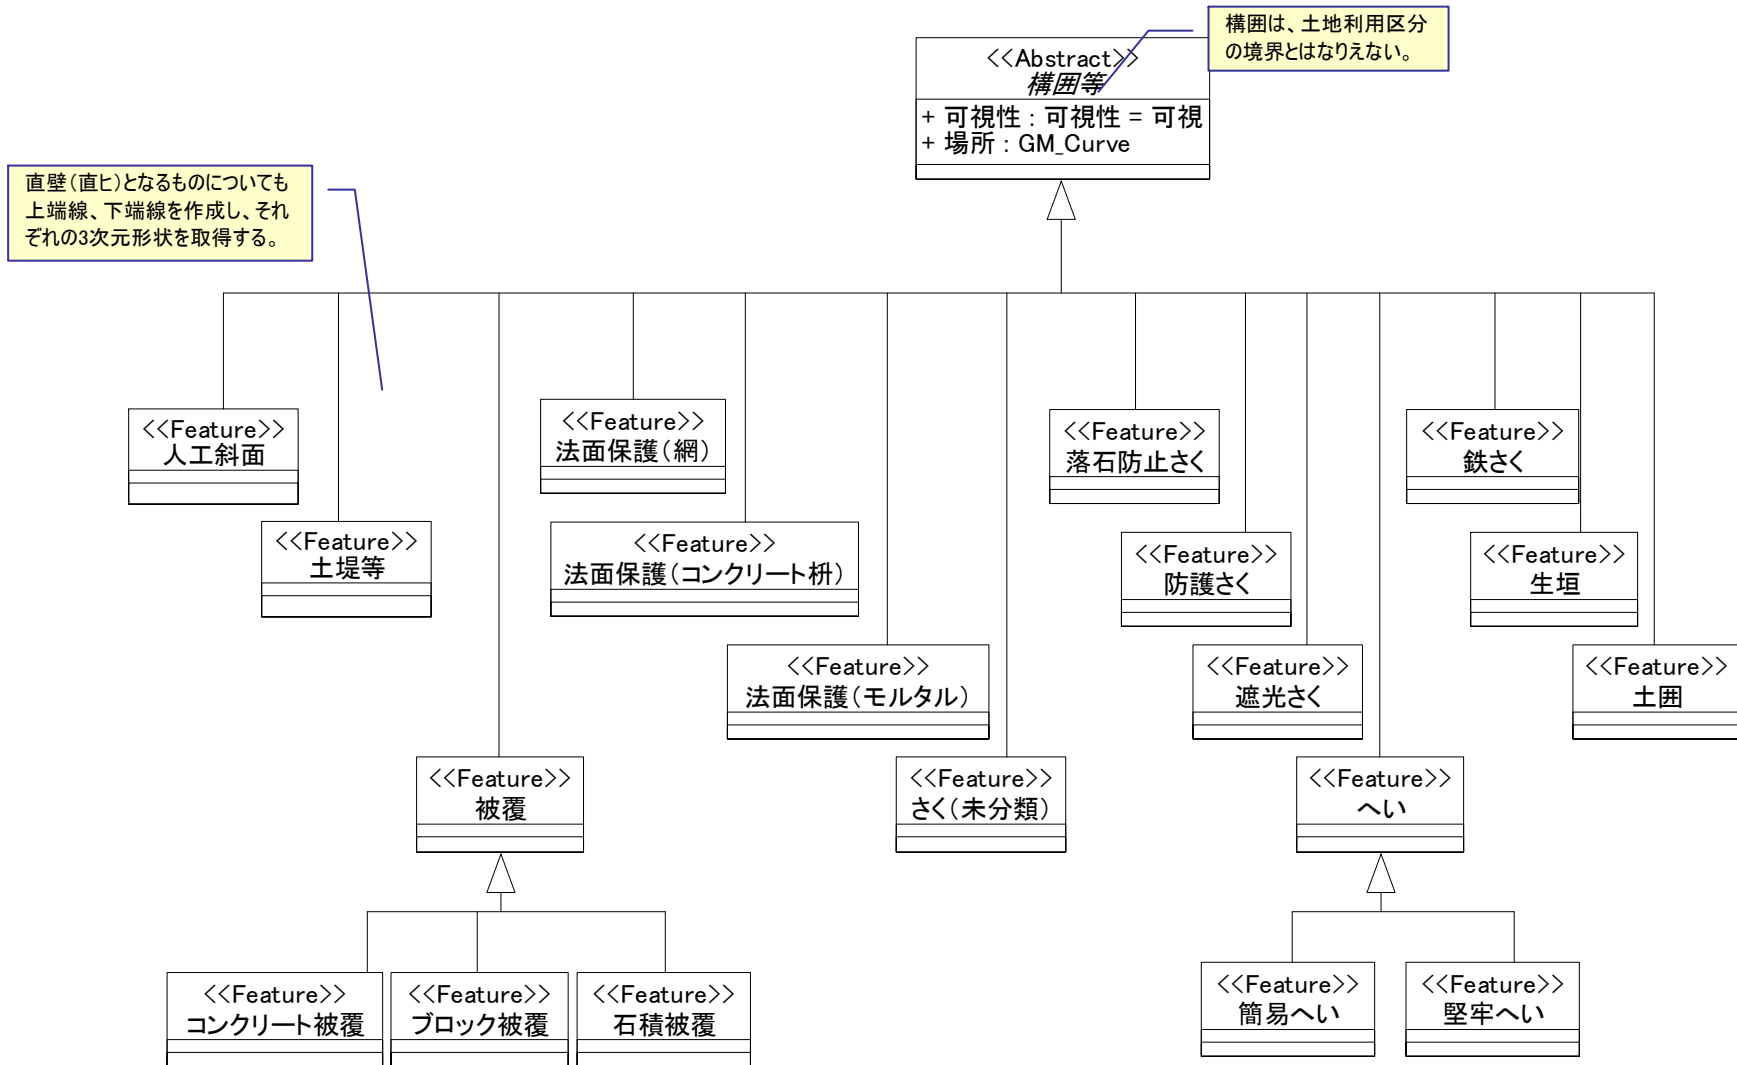 構囲は、土地利用区分
の境界とはなりえない。
<<Abstract>>
構囲等
+ 可視性 : 可視性 = 可視
+ 場所 : GM_Curve
直壁(直ヒ)となるものについても
上端線、下端線を作成し、それ
ぞれの3次元形状を取得する。
<<Feature>>
人工斜面
<<Feature>>
土堤等
<<Feature>>
法面保護(網)
<<Feature>>
法面保護(コンクリート枡)
<<Feature>>
法面保護(モルタル)
<<Feature>>
落石防止さく
<<Feature>>
防護さく
<<Feature>>
遮光さく
<<Feature>>
鉄さく
<<Feature>>
生垣
<<Feature>>
土囲
<<Feature>>
被覆
<<Feature>>
さく(未分類)
<<Feature>>
へい
<<Feature>>
コンクリート被覆
<<Feature>>
ブロック被覆
<<Feature>>
石積被覆
<<Feature>>
簡易へい
<<Feature>>
堅牢へい